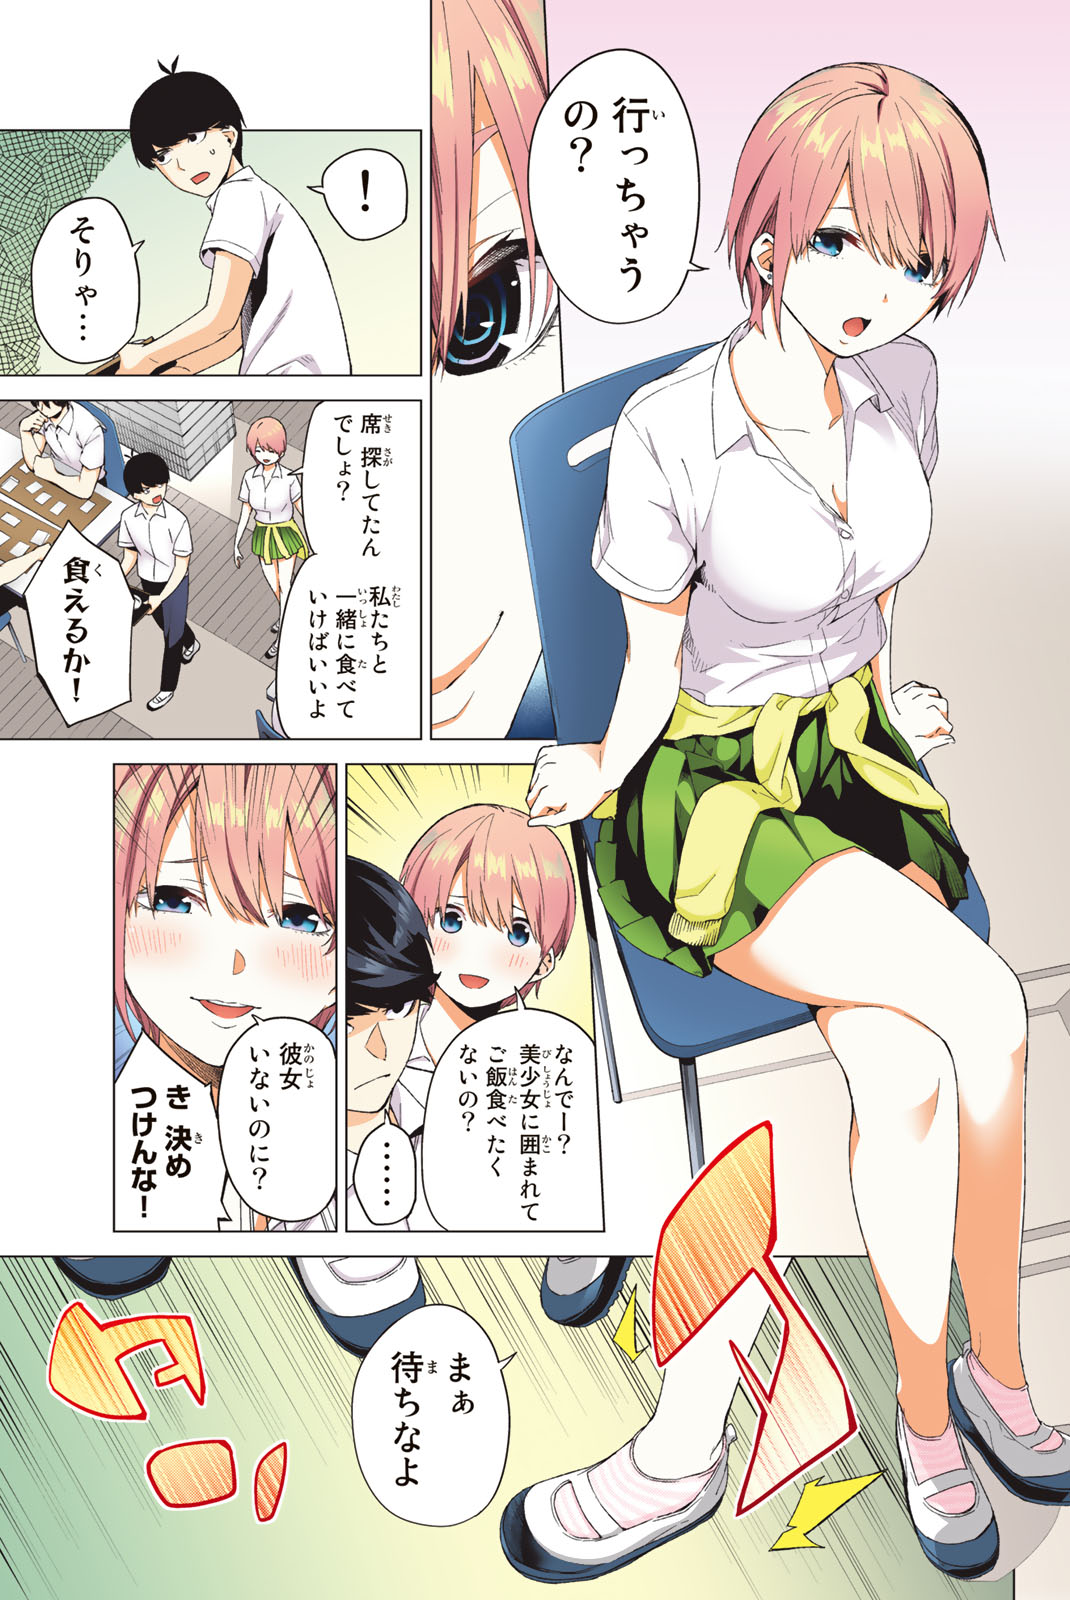 行っちゃう
の?
!
そりゃ…
席 探してたん
でしょ?
私たちと
一緒に食べて
いけばいいよ
食えるか!
なんでー?
美少女に囲まれて
ご飯食べたく
ないの?
……
彼女
いないのに?
き 決め
つけんな!
まぁ
待ちなよ